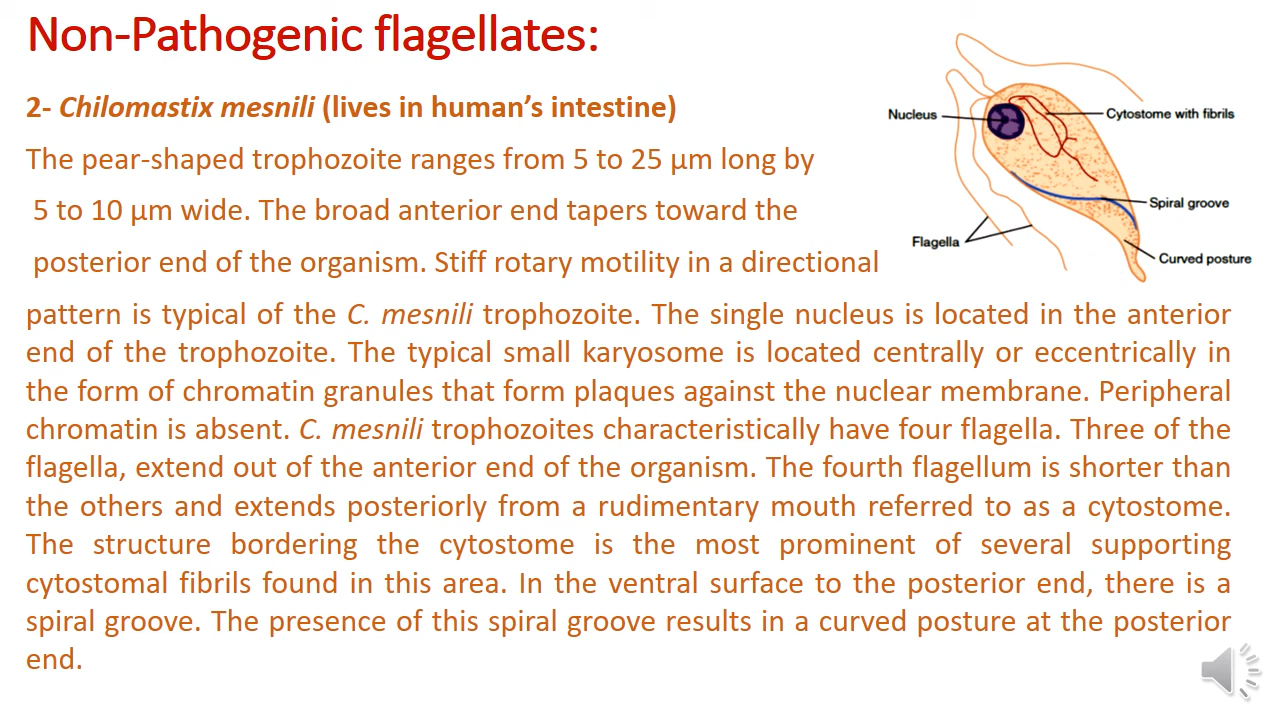 Non-Pathogenic flagellates:
2- Chilomastix mesnili (lives in human’s intestine)
The pear-shaped trophozoite ranges from 5 to 25 µm long by
5 to 10 µm wide. The broad anterior end tapers toward the
posterior end of the organism. Stiff rotary motility in a directional
pattern is typical of the C. mesnili trophozoite. The single nucleus is located in the anterior
end of the trophozoite. The typical small karyosome is located centrally or eccentrically in
the form of chromatin granules that form plaques against the nuclear membrane. Peripheral
chromatin is absent. C. mesnili trophozoites characteristically have four flagella. Three of the
flagella, extend out of the anterior end of the organism. The fourth flagellum is shorter than
the others and extends posteriorly from a rudimentary mouth referred to as a cytostome.
The structure bordering the cytostome is the most prominent of several supporting
cytostomal fibrils found in this area. In the ventral surface to the posterior end, there is a
spiral groove. The presence of this spiral groove results in a curved posture at the posterior
end.
Nucleus
Cytostome with fibrils
Spiral groove
Flagella
Curved posture